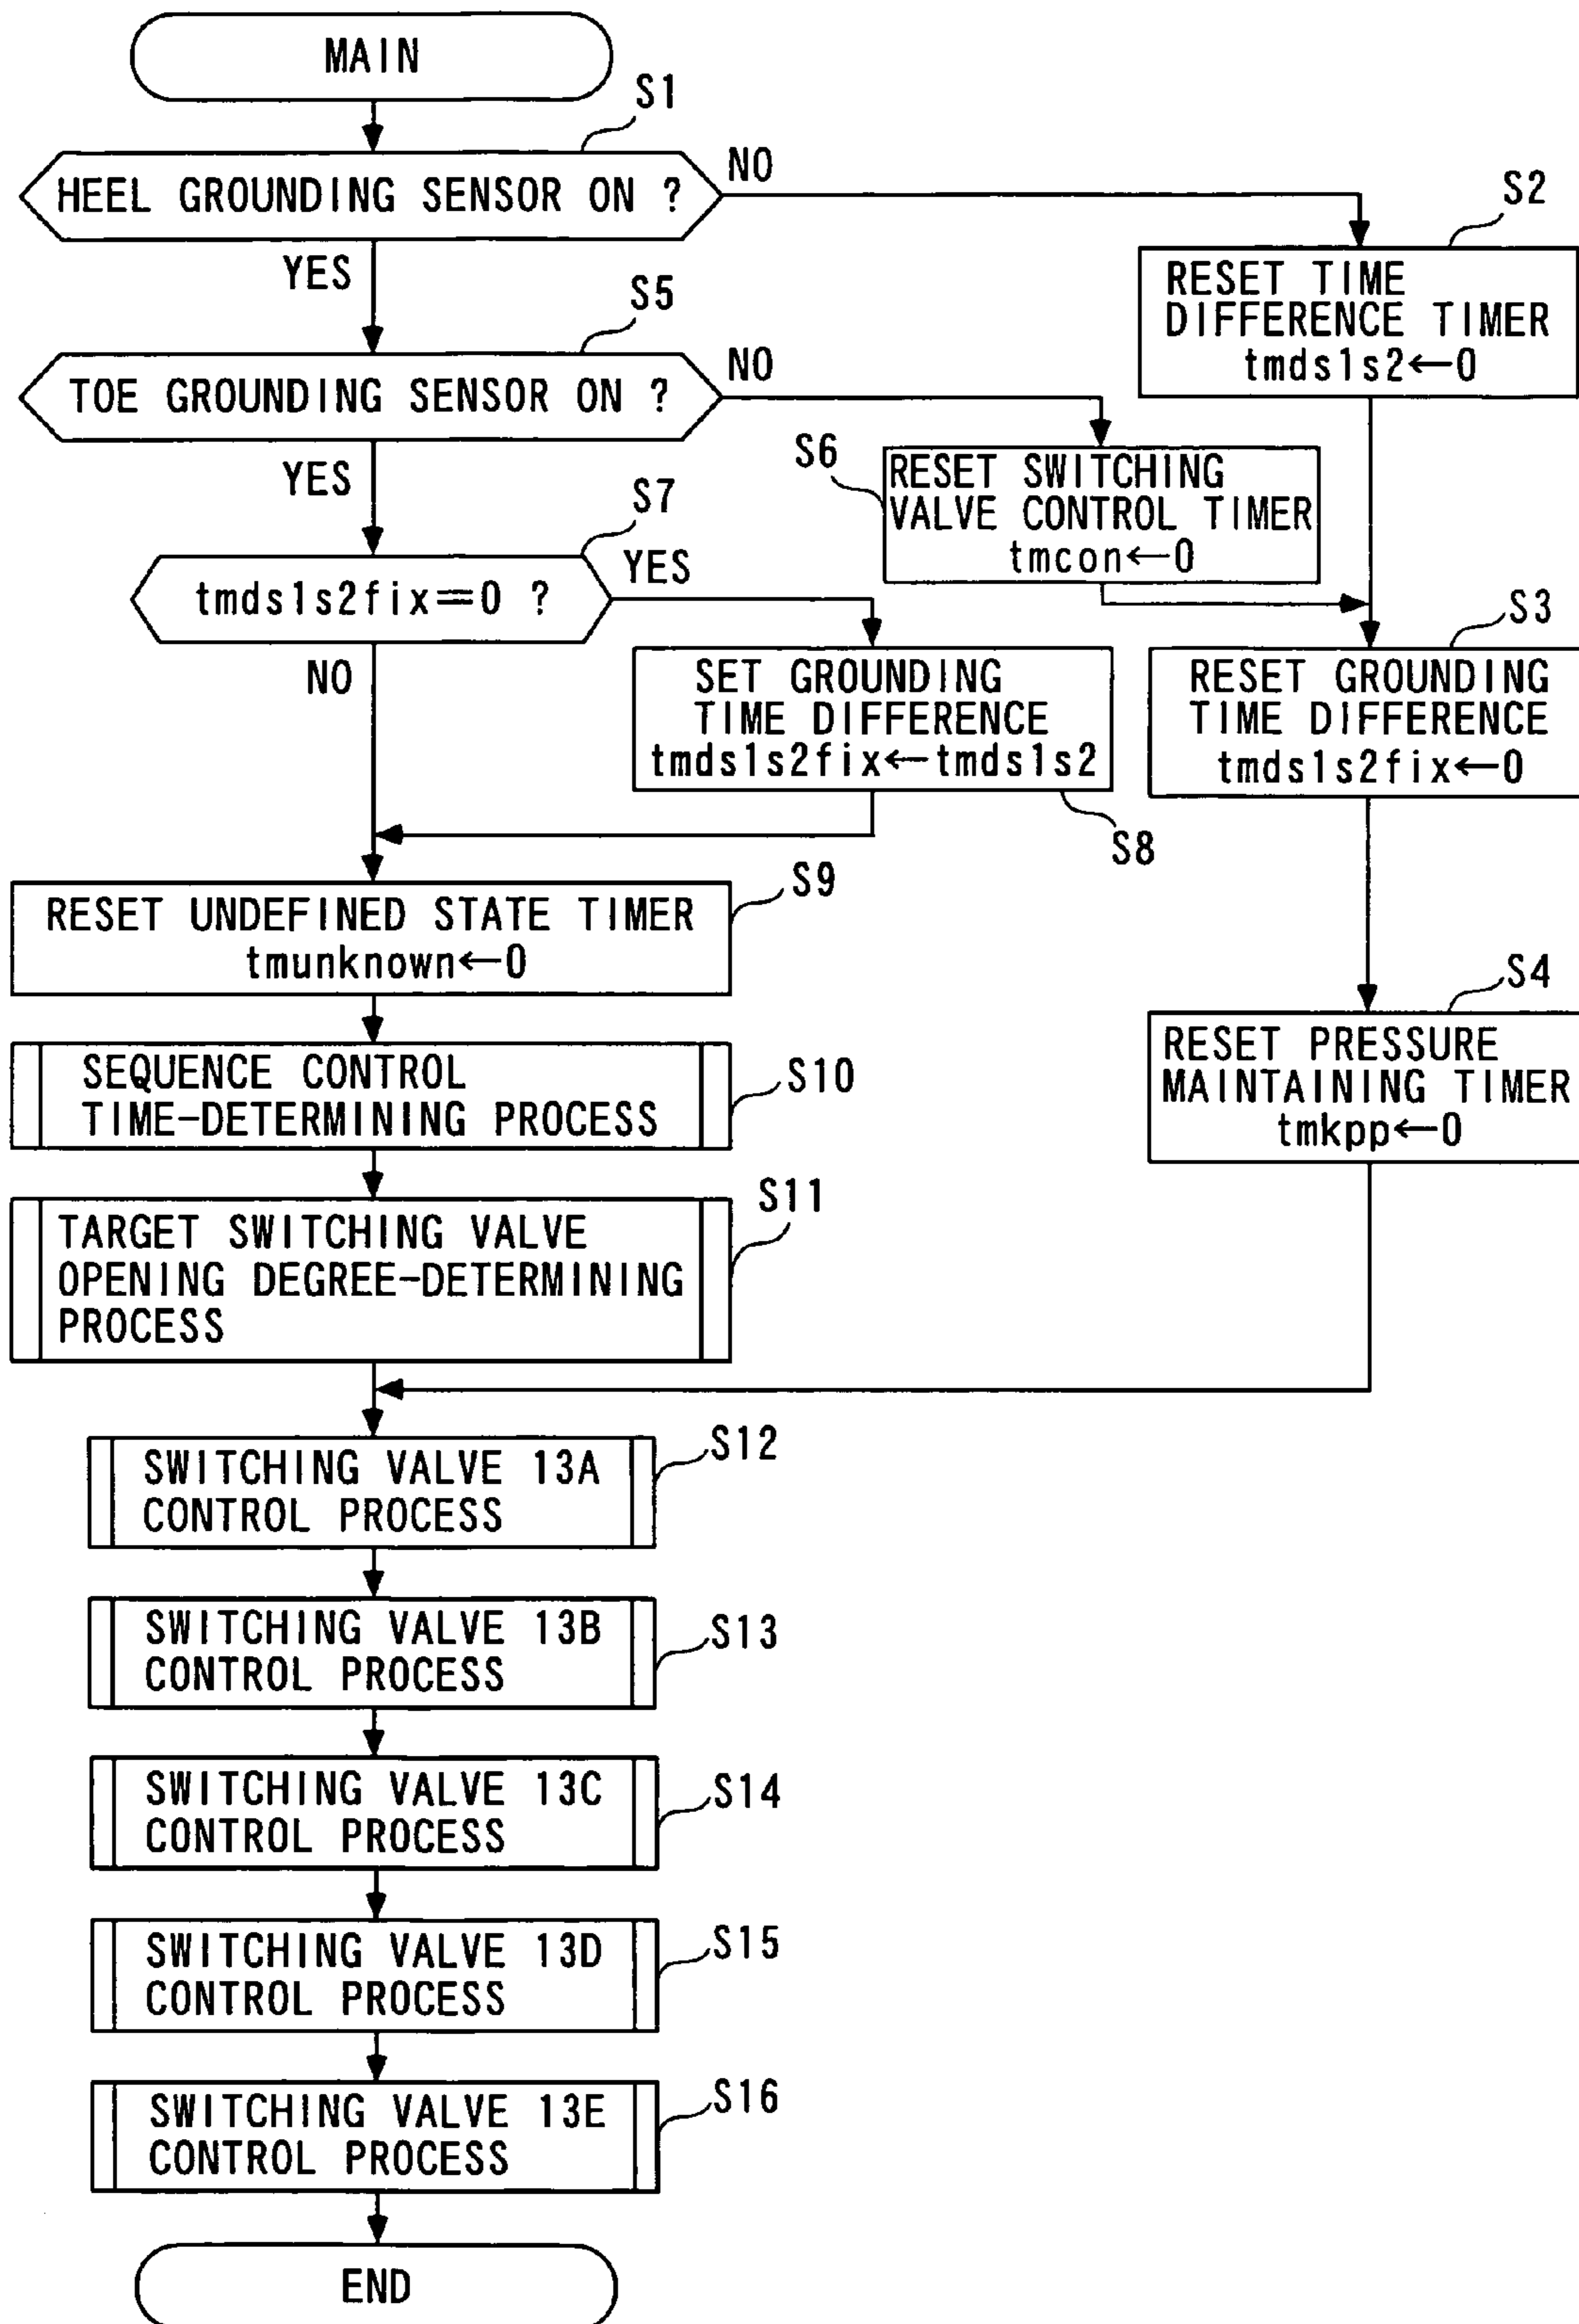 MAIN
S1
HEEL GROUNDING SENSOR ON ?
NO
YES
S2
RESET TIME
DIFFERENCE TIMER
tmds1s2←0
S5
TOE GROUNDING SENSOR ON ?
NO
YES
S6
RESET SWITCHING
VALVE CONTROL TIMER
tmcon←0
S7
tmds1s2fix==0 ?
YES
NO
S8
SET GROUNDING
TIME DIFFERENCE
tmds1s2fix←tmds1s2
S3
RESET GROUNDING
TIME DIFFERENCE
tmds1s2fix←0
S9
RESET UNDEFINED STATE TIMER
tmunknown←0
S4
RESET PRESSURE
MAINTAINING TIMER
tmkpp←0
S10
SEQUENCE CONTROL
TIME-DETERMINING PROCESS
S11
TARGET SWITCHING VALVE
OPENING DEGREE-DETERMINING
PROCESS
S12
SWITCHING VALVE 13A
CONTROL PROCESS
S13
SWITCHING VALVE 13B
CONTROL PROCESS
S14
SWITCHING VALVE 13C
CONTROL PROCESS
S15
SWITCHING VALVE 13D
CONTROL PROCESS
S16
SWITCHING VALVE 13E
CONTROL PROCESS
END